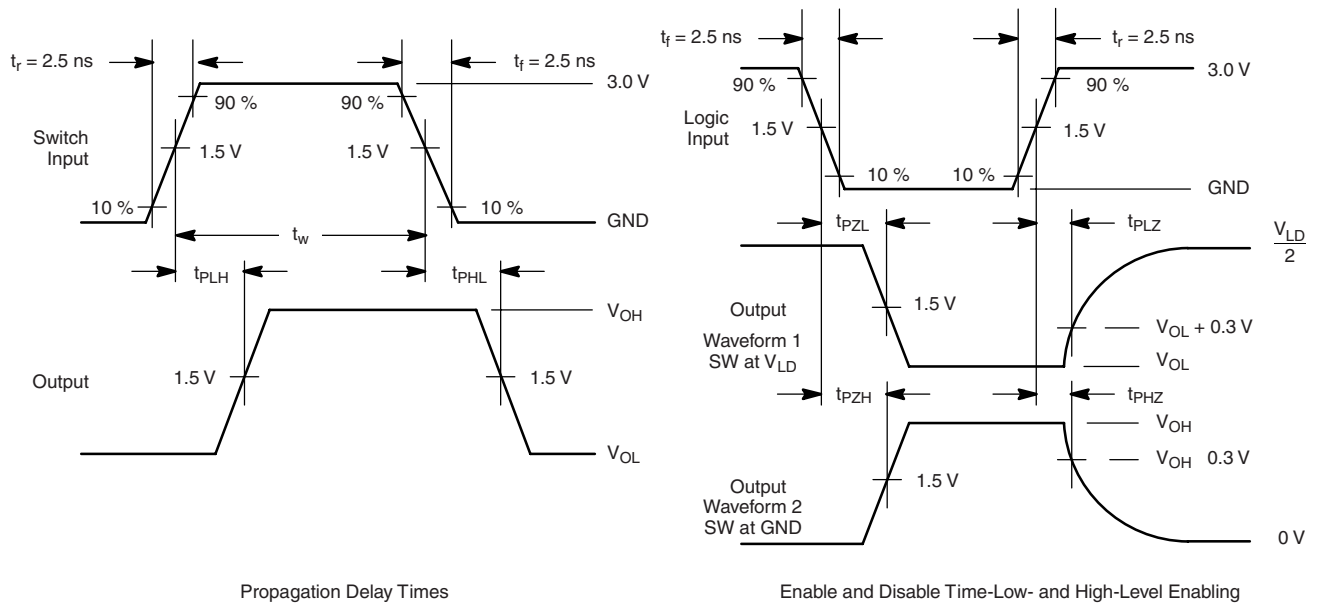 tr = 2.5 ns
tf = 2.5 ns
3.0 V
90 %
90 %
Switch
Input
1.5 V
1.5 V
10 %
10 %
GND
tw
tPLH
tPHL
VOH
Output
1.5 V
1.5 V
VOL
Propagation Delay Times
tf = 2.5 ns
tr = 2.5 ns
3.0 V
90 %
90 %
Logic
Input
1.5 V
1.5 V
10 %
10 %
GND
tPZL
tPLZ
VLD
2
Output
Waveform 1
SW at VLD
1.5 V
VOL + 0.3 V
VOL
tPZH
tPHZ
VOH
VOH 0.3 V
Output
Waveform 2
SW at GND
1.5 V
0 V
Enable and Disable Time-Low- and High-Level Enabling